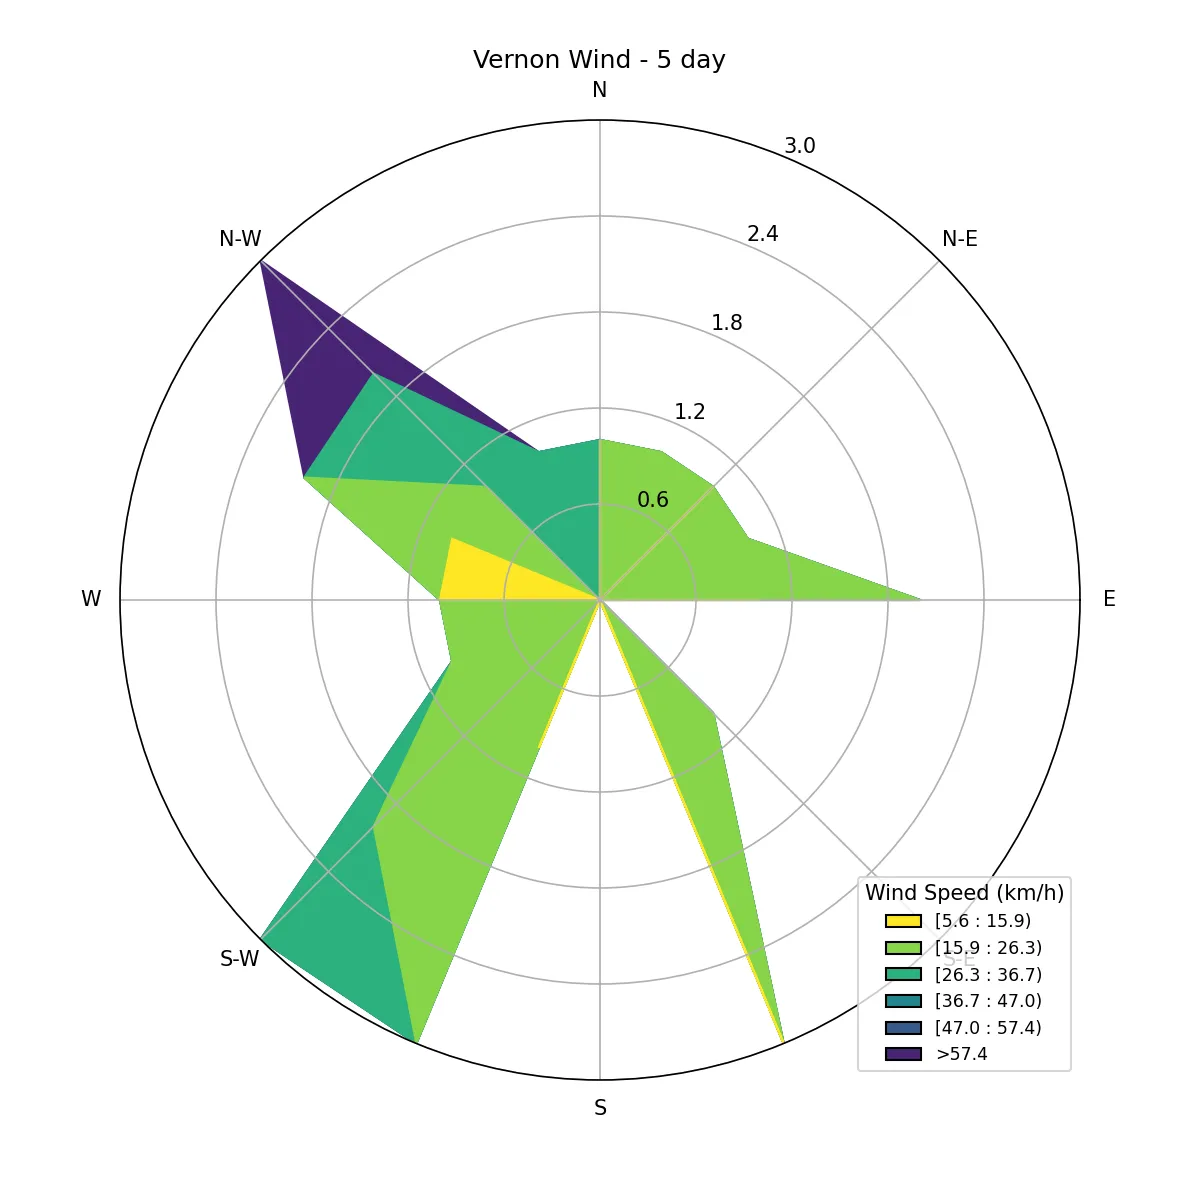 Vernon Wind - 5 day
N
3.0
N-W
2.4
N-E
1.8
1.2
0.6
W
E
S-W
Wind Speed (km/h)
[5.6 : 15.9)
[15.9 : 26.3)
S-E
[26.3 : 36.7)
[36.7 : 47.0)
[47.0 : 57.4)
>57.4
S